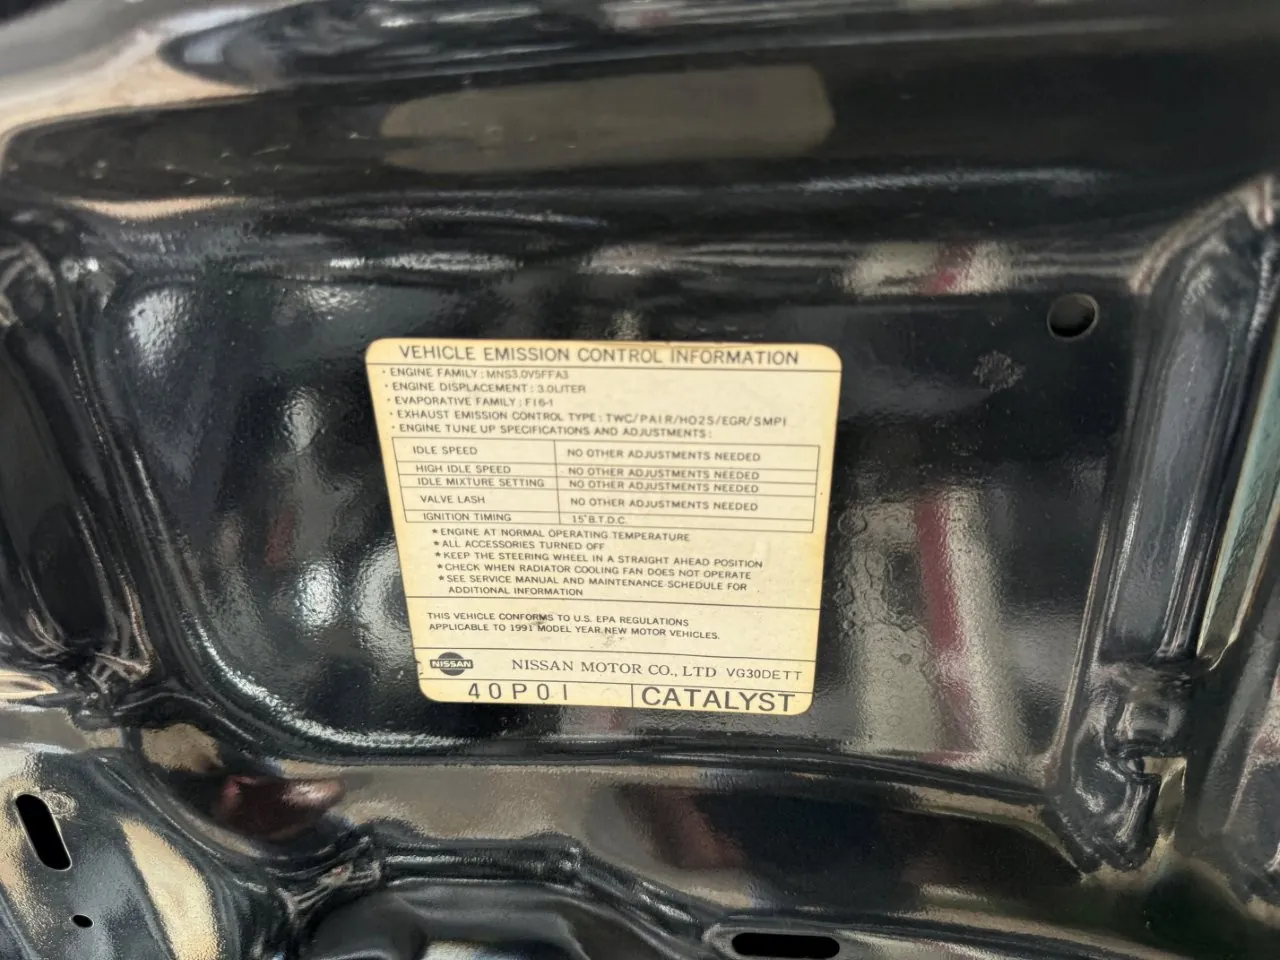 VEHICLE EMISSION CONTROL INFORMATION
· ENGINE FAMILY : MNS3.0V5FFA3
· ENGINE DISPLACEMENT : 3.0LITER
· EVAPORATIVE FAMILY : FI6-1
· EXHAUST EMISSION CONTROL TYPE : TWC/PAIR/HO2S/EGR/SMPI
· ENGINE TUNE UP SPECIFICATIONS AND ADJUSTMENTS :
IDLE SPEED NO OTHER ADJUSTMENTS NEEDED
HIGH IDLE SPEED NO OTHER ADJUSTMENTS NEEDED
IDLE MIXTURE SETTING NO OTHER ADJUSTMENTS NEEDED
VALVE LASH NO OTHER ADJUSTMENTS NEEDED
IGNITION TIMING 15°B.T.D.C.
* ENGINE AT NORMAL OPERATING TEMPERATURE
* ALL ACCESSORIES TURNED OFF
* KEEP THE STEERING WHEEL IN A STRAIGHT AHEAD POSITION
* CHECK WHEN RADIATOR COOLING FAN DOES NOT OPERATE
* SEE SERVICE MANUAL AND MAINTENANCE SCHEDULE FOR
ADDITIONAL INFORMATION
THIS VEHICLE CONFORMS TO U.S. EPA REGULATIONS
APPLICABLE TO 1991 MODEL YEAR NEW MOTOR VEHICLES.
NISSAN NISSAN MOTOR CO., LTD VG30DETT
40P01 CATALYST